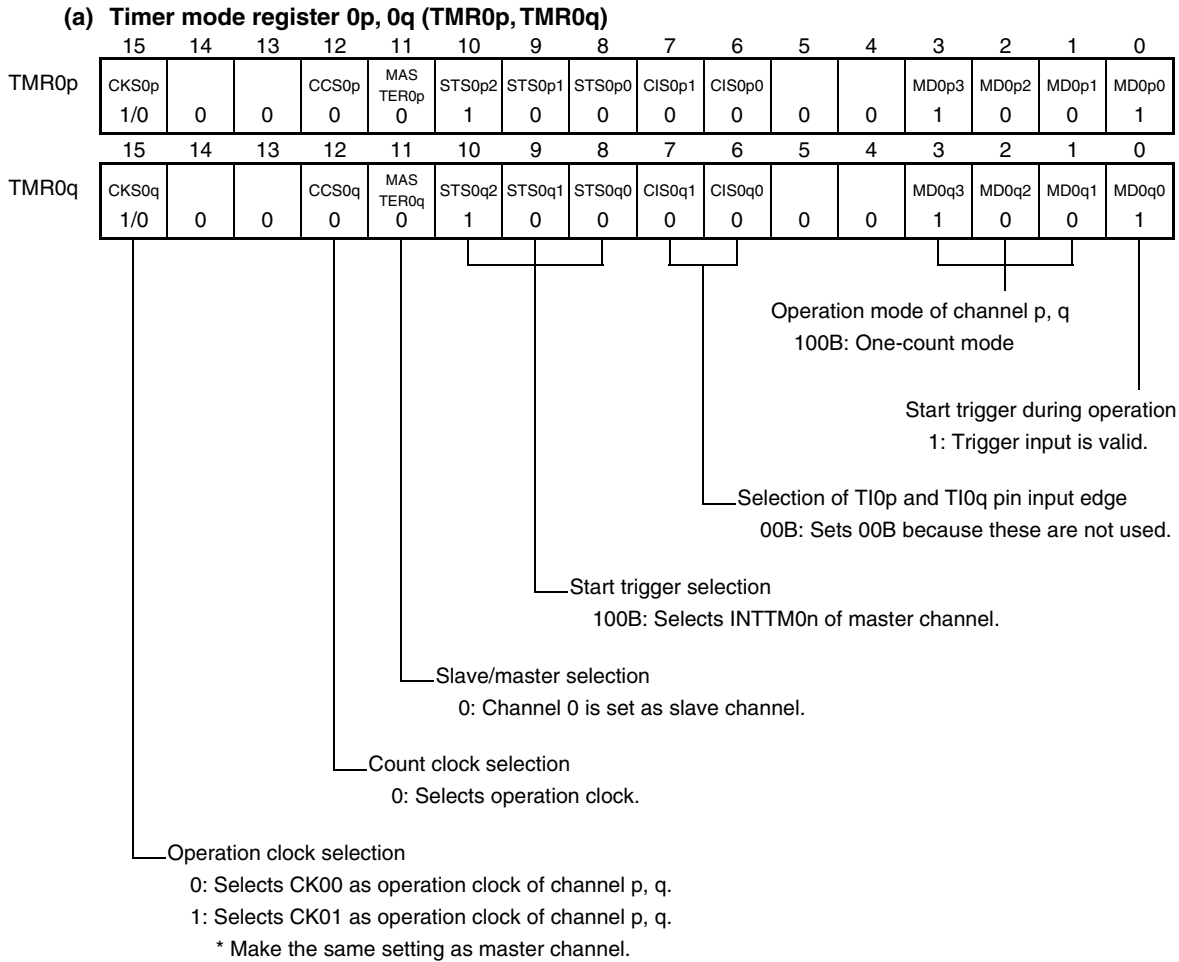 (a) Timer mode register 0p, 0q (TMR0p, TMR0q)
15 14 13 12 11 10 9 8 7 6 5 4 3 2 1 0
TMR0p CKS0p CCS0p MAS TER0p STS0p2 STS0p1 STS0p0 CIS0p1 CIS0p0 MD0p3 MD0p2 MD0p1 MD0p0
1/0 0 0 0 0 1 0 0 0 0 0 0 1 0 0 1
15 14 13 12 11 10 9 8 7 6 5 4 3 2 1 0
TMR0q CKS0q CCS0q MAS TER0q STS0q2 STS0q1 STS0q0 CIS0q1 CIS0q0 MD0q3 MD0q2 MD0q1 MD0q0
1/0 0 0 0 0 1 0 0 0 0 0 0 1 0 0 1
Operation mode of channel p, q
100B: One-count mode
Start trigger during operation
1: Trigger input is valid.
Selection of TI0p and TI0q pin input edge
00B: Sets 00B because these are not used.
Start trigger selection
100B: Selects INTTM0n of master channel.
Slave/master selection
0: Channel 0 is set as slave channel.
Count clock selection
0: Selects operation clock.
Operation clock selection
0: Selects CK00 as operation clock of channel p, q.
1: Selects CK01 as operation clock of channel p, q.
* Make the same setting as master channel.